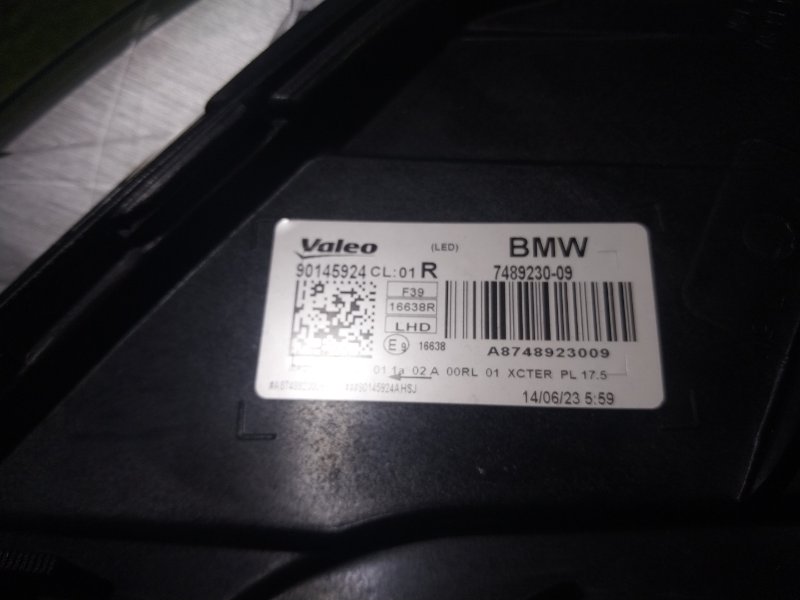 Valeo (LED) BMW
90145924 CL:01 R 7489230-09
F39
16638R
LHD
E9 16638 A8748923009
01 1a 02 A 00RL 01 XCTER PL 17.5
14/06/23 5:59